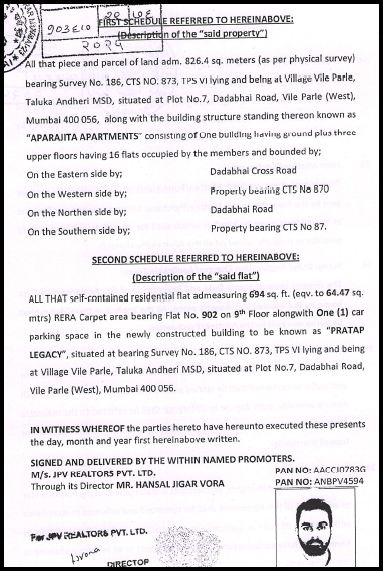 903E10 20 LOE
2024
FIRST SCHEDULE REFERRED TO HEREINABOVE:
(Description of the "said property")
All that piece and parcel of land adm. 826.4 sq. meters (as per physical survey)
bearing Survey No. 186, CTS NO. 873, TPS VI lying and being at Village Vile Parle,
Taluka Andheri MSD, situated at Plot No.7, Dadabhai Road, Vile Parle (West),
Mumbai 400 056, along with the building structure standing thereon known as
"APARAJITA APARTMENTS" consisting of One building having ground plus three
upper floors having 16 flats occupied by the members and bounded by;
On the Eastern side by; Dadabhai Cross Road
On the Western side by; Property bearing CTS No 870
On the Northen side by; Dadabhai Road
On the Southern side by; Property bearing CTS No 87.
SECOND SCHEDULE REFERRED TO HEREINABOVE:
(Description of the "said flat")
ALL THAT self-contained residential flat admeasuring 694 sq. ft. (eqv. to 64.47 sq.
mtrs) RERA Carpet area bearing Flat No. 902 on 9th Floor alongwith One (1) car
parking space in the newly constructed building to be known as "PRATAP
LEGACY", situated at bearing Survey No. 186, CTS NO. 873, TPS VI lying and being
at Village Vile Parle, Taluka Andheri MSD, situated at Plot No.7, Dadabhai Road,
Vile Parle (West), Mumbai 400 056.
IN WITNESS WHEREOF the parties hereto have hereunto executed these presents
the day, month and year first hereinabove written.
SIGNED AND DELIVERED BY THE WITHIN NAMED PROMOTERS.
M/s. JPV REALTORS PVT. LTD. PAN NO: AACCJ0783G
Through its Director MR. HANSAL JIGAR VORA PAN NO: ANBPV4594
For JPV REALTORS PVT. LTD.
DIRECTOR